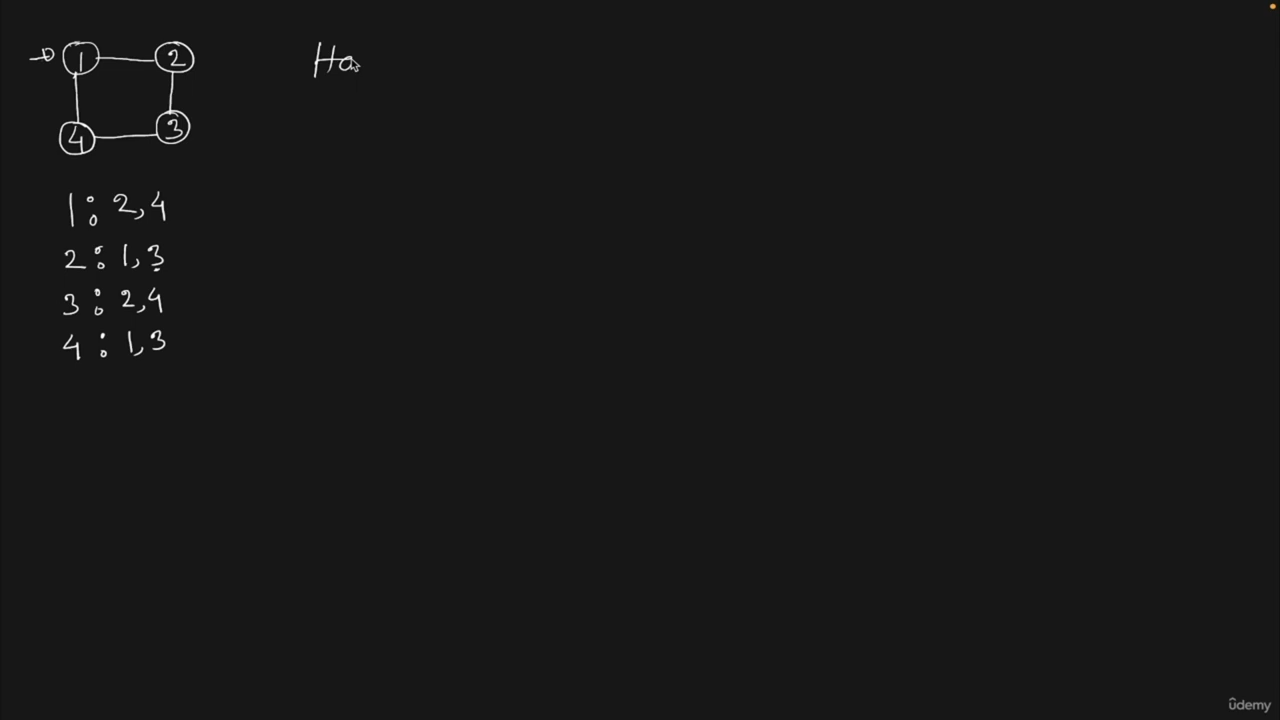 1 2
Ha
4 3
1 : 2,4
2 : 1,3
3 : 2,4
4 : 1,3
ûdemy